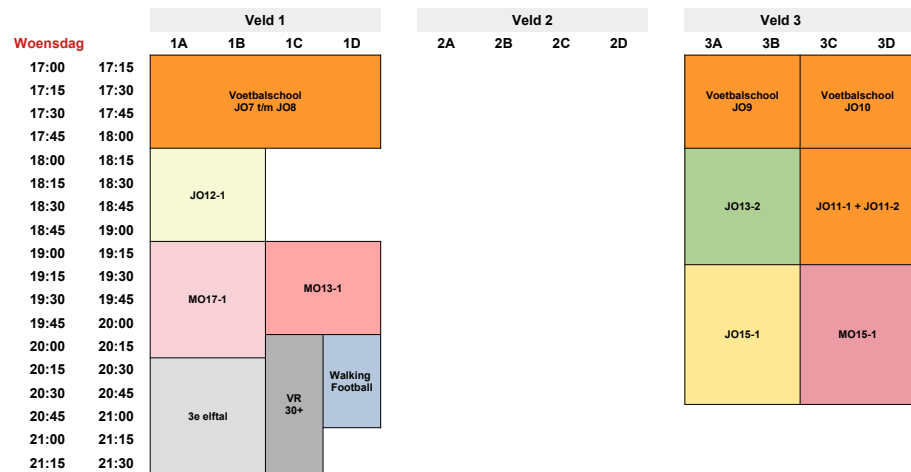 Veld 1 Veld 2 Veld 3
Woensdag 1A 1B 1C 1D 2A 2B 2C 2D 3A 3B 3C 3D
17:00 17:15
17:15 17:30
17:30 17:45
17:45 18:00
18:00 18:15
18:15 18:30
18:30 18:45
18:45 19:00
19:00 19:15
19:15 19:30
19:30 19:45
19:45 20:00
20:00 20:15
20:15 20:30
20:30 20:45
20:45 21:00
21:00 21:15
21:15 21:30
Voetbalschool
JO7 t/m JO8
JO12-1
MO17-1
MO13-1
3e elftal
VR
30+
Walking
Football
Voetbalschool
JO9
Voetbalschool
JO10
JO13-2
JO11-1 + JO11-2
JO15-1
MO15-1